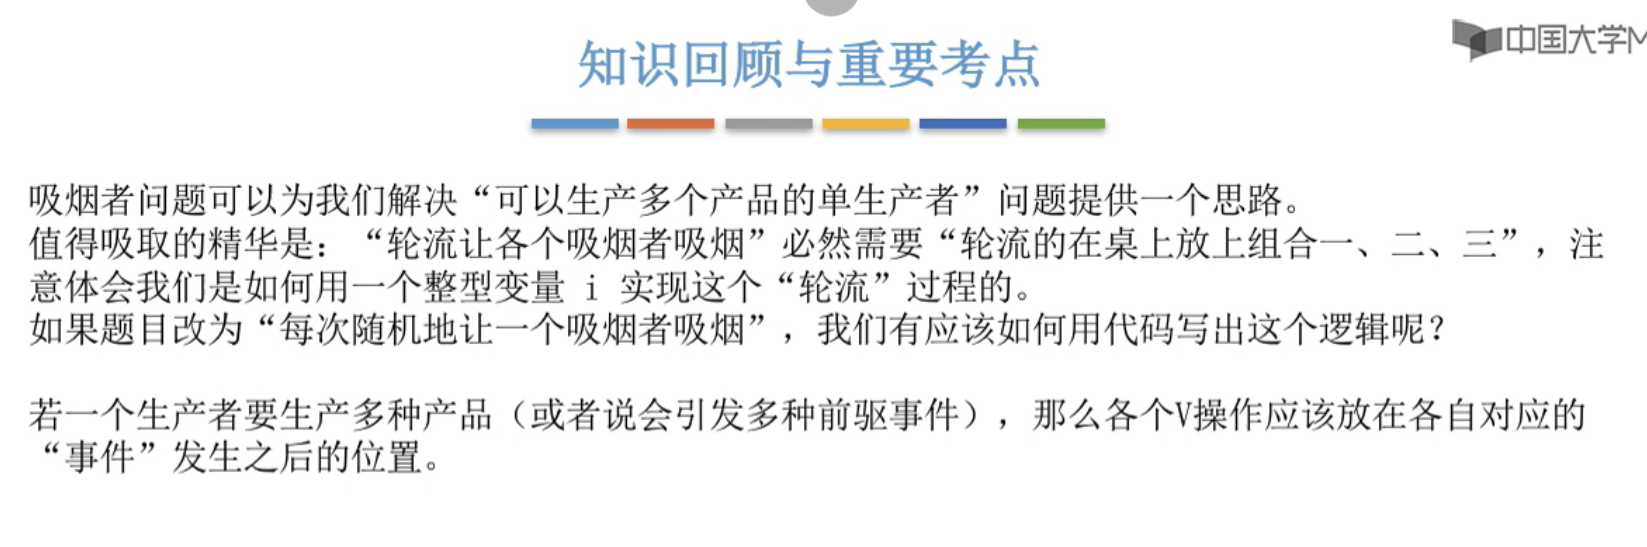 中国大学M
知识回顾与重要考点
吸烟者问题可以为我们解决“可以生产多个产品的单生产者”问题提供一个思路。
值得吸取的精华是：“轮流让各个吸烟者吸烟”必然需要“轮流的在桌上放上组合一、二、三”，注
意体会我们是如何用一个整型变量 i 实现这个“轮流”过程的。
如果题目改为“每次随机地让一个吸烟者吸烟”，我们有应该如何用代码写出这个逻辑呢？
若一个生产者要生产多种产品（或者说会引发多种前驱事件），那么各个V操作应该放在各自对应的
“事件”发生之后的位置。